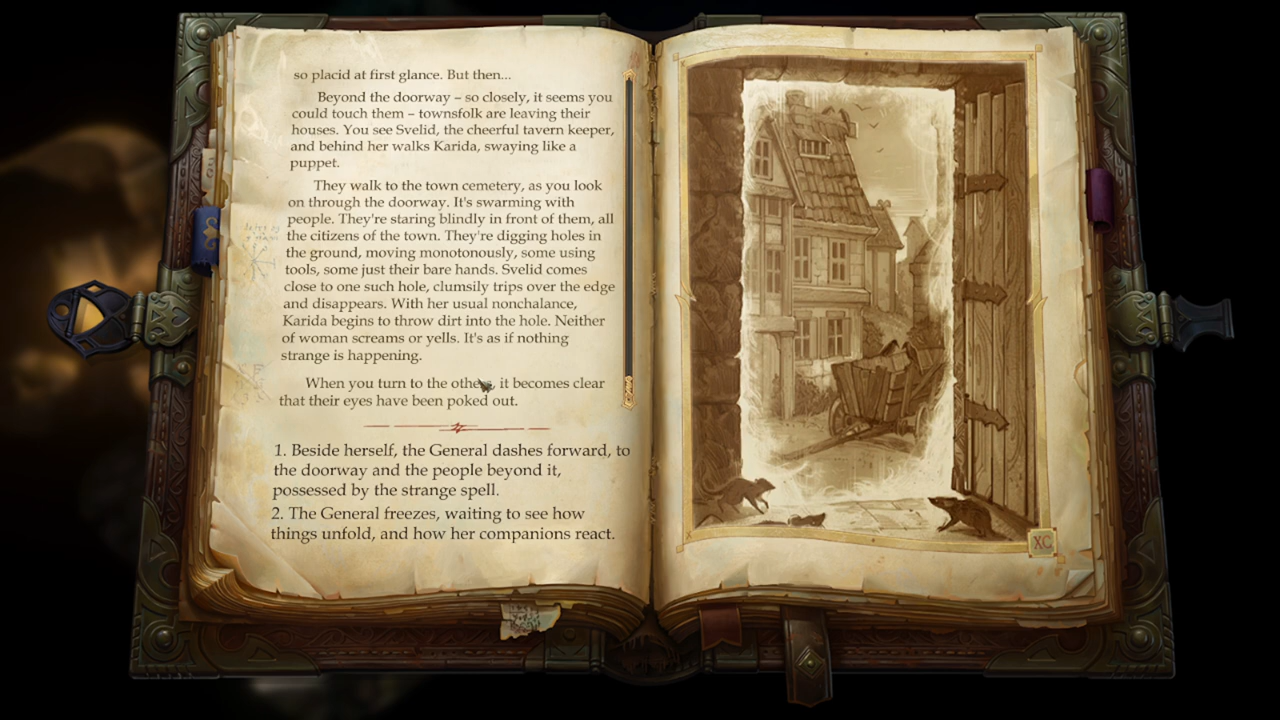 so placid at first glance. But then...
Beyond the doorway – so closely, it seems you
could touch them – townsfolk are leaving their
houses. You see Svelid, the cheerful tavern keeper,
and behind her walks Karida, swaying like a
puppet.
They walk to the town cemetery, as you look
on through the doorway. It's swarming with
people. They're staring blindly in front of them, all
the citizens of the town. They're digging holes in
the ground, moving monotonously, some using
tools, some just their bare hands. Svelid comes
close to one such hole, clumsily trips over the edge
and disappears. With her usual nonchalance,
Karida begins to throw dirt into the hole. Neither
of woman screams or yells. It's as if nothing
strange is happening.
When you turn to the others, it becomes clear
that their eyes have been poked out.
1. Beside herself, the General dashes forward, to
the doorway and the people beyond it,
possessed by the strange spell.
2. The General freezes, waiting to see how
things unfold, and how her companions react.
XC